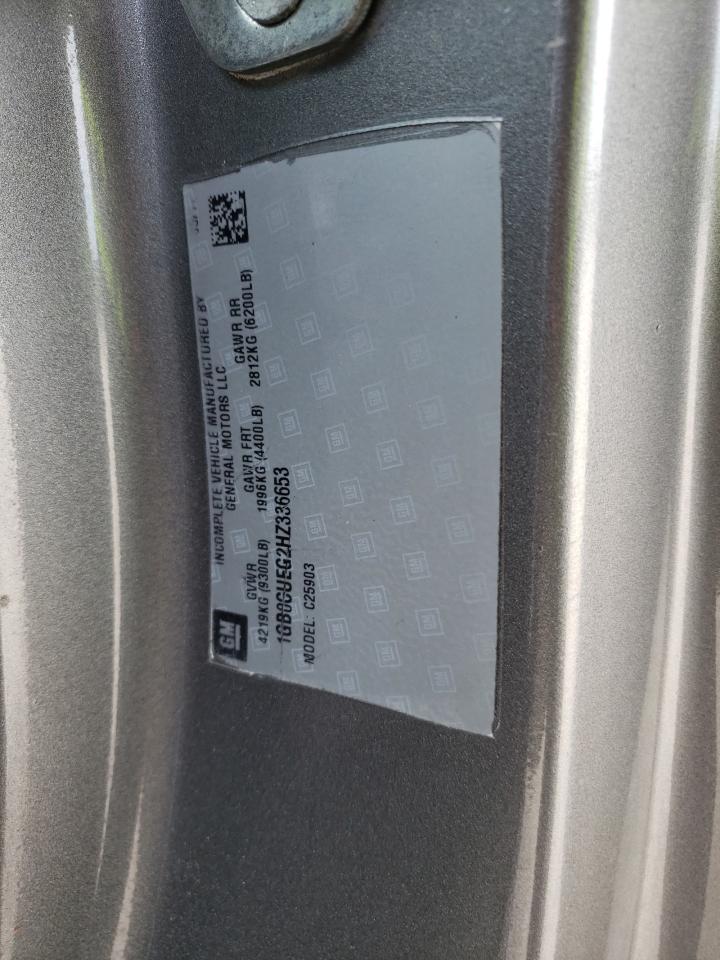 INCOMPLETE VEHICLE MANUFACTURED BY
GENERAL MOTORS LLC
GM
GVWR GAWR FRT GAWR RR
4219KG (9300LB) 1996KG (4400LB) 2812KG (6200LB)
1GB0CUEG2HZ336653
MODEL: C25903